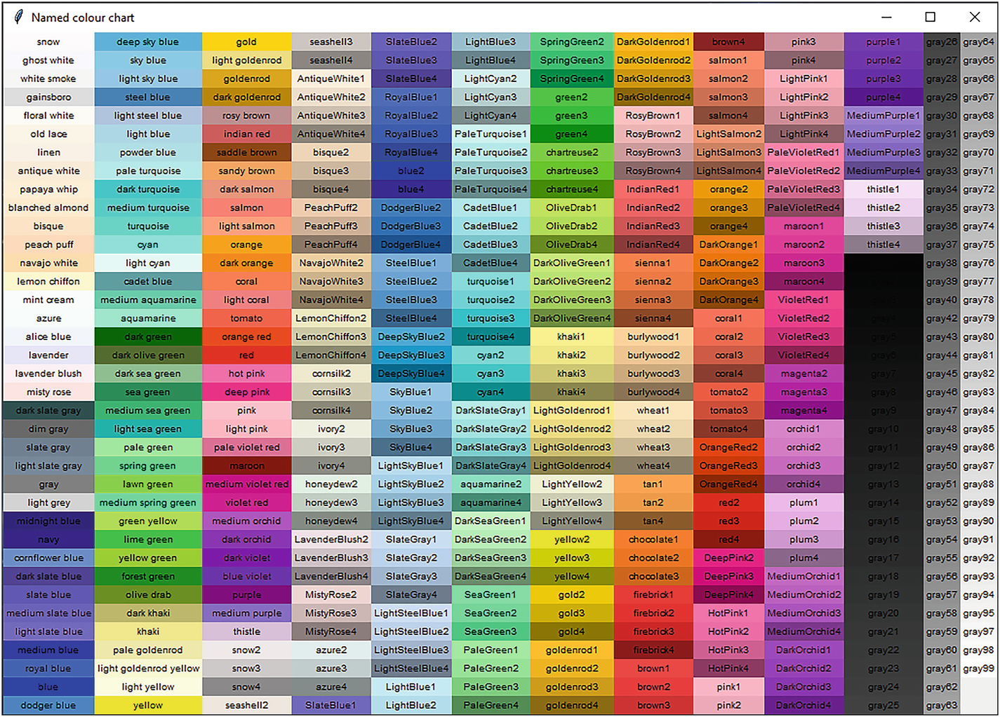 Named colour chart
snow
ghost white
white smoke
gainsboro
floral white
old lace
linen
antique white
papaya whip
blanched almond
bisque
peach puff
navajo white
lemon chiffon
mint cream
azure
alice blue
lavender
lavender blush
misty rose
dark slate gray
dim gray
slate gray
light slate gray
gray
light grey
midnight blue
navy
cornflower blue
dark slate blue
slate blue
medium slate blue
light slate blue
medium blue
royal blue
blue
dodger blue
deep sky blue
sky blue
light sky blue
steel blue
light steel blue
light blue
powder blue
pale turquoise
dark turquoise
medium turquoise
turquoise
cyan
light cyan
cadet blue
medium aquamarine
aquamarine
dark green
dark olive green
dark sea green
sea green
medium sea green
light sea green
pale green
spring green
lawn green
medium spring green
green yellow
lime green
yellow green
forest green
olive drab
dark khaki
khaki
pale goldenrod
light goldenrod yellow
light yellow
yellow
gold
light goldenrod
goldenrod
dark goldenrod
rosy brown
indian red
saddle brown
sandy brown
dark salmon
salmon
light salmon
orange
dark orange
coral
light coral
tomato
orange red
red
hot pink
deep pink
pink
light pink
pale violet red
maroon
medium violet red
violet red
medium orchid
dark orchid
dark violet
blue violet
purple
medium purple
thistle
snow2
snow3
snow4
seashell2
seashell3
seashell4
AntiqueWhite1
AntiqueWhite2
AntiqueWhite3
AntiqueWhite4
bisque2
bisque3
bisque4
PeachPuff2
PeachPuff3
PeachPuff4
NavajoWhite2
NavajoWhite3
NavajoWhite4
LemonChiffon2
LemonChiffon3
LemonChiffon4
cornsilk2
cornsilk3
cornsilk4
ivory2
ivory3
ivory4
honeydew2
honeydew3
honeydew4
LavenderBlush2
LavenderBlush3
LavenderBlush4
MistyRose2
MistyRose3
MistyRose4
azure2
azure3
azure4
SlateBlue1
SlateBlue2
SlateBlue3
SlateBlue4
RoyalBlue1
RoyalBlue2
RoyalBlue3
RoyalBlue4
blue2
blue4
DodgerBlue2
DodgerBlue3
DodgerBlue4
SteelBlue1
SteelBlue2
SteelBlue3
SteelBlue4
DeepSkyBlue2
DeepSkyBlue3
DeepSkyBlue4
SkyBlue1
SkyBlue2
SkyBlue3
SkyBlue4
LightSkyBlue1
LightSkyBlue2
LightSkyBlue3
LightSkyBlue4
SlateGray1
SlateGray2
SlateGray3
SlateGray4
LightSteelBlue1
LightSteelBlue2
LightSteelBlue3
LightSteelBlue4
LightBlue1
LightBlue2
LightBlue3
LightBlue4
LightCyan2
LightCyan3
LightCyan4
PaleTurquoise1
PaleTurquoise2
PaleTurquoise3
PaleTurquoise4
CadetBlue1
CadetBlue2
CadetBlue3
CadetBlue4
turquoise1
turquoise2
turquoise3
turquoise4
cyan2
cyan3
cyan4
DarkSlateGray1
DarkSlateGray2
DarkSlateGray3
DarkSlateGray4
aquamarine2
aquamarine4
DarkSeaGreen1
DarkSeaGreen2
DarkSeaGreen3
DarkSeaGreen4
SeaGreen1
SeaGreen2
SeaGreen3
PaleGreen1
PaleGreen2
PaleGreen3
PaleGreen4
SpringGreen2
SpringGreen3
SpringGreen4
green2
green3
green4
chartreuse2
chartreuse3
chartreuse4
OliveDrab1
OliveDrab2
OliveDrab4
DarkOliveGreen1
DarkOliveGreen2
DarkOliveGreen3
DarkOliveGreen4
khaki1
khaki2
khaki3
khaki4
LightGoldenrod1
LightGoldenrod2
LightGoldenrod3
LightGoldenrod4
LightYellow2
LightYellow3
LightYellow4
yellow2
yellow3
yellow4
gold2
gold3
gold4
goldenrod1
goldenrod2
goldenrod3
goldenrod4
DarkGoldenrod1
DarkGoldenrod2
DarkGoldenrod3
DarkGoldenrod4
RosyBrown1
RosyBrown2
RosyBrown3
RosyBrown4
IndianRed1
IndianRed2
IndianRed3
IndianRed4
sienna1
sienna2
sienna3
sienna4
burlywood1
burlywood2
burlywood3
burlywood4
wheat1
wheat2
wheat3
wheat4
tan1
tan2
tan4
chocolate1
chocolate2
chocolate3
firebrick1
firebrick2
firebrick3
firebrick4
brown1
brown2
brown3
brown4
salmon1
salmon2
salmon3
salmon4
LightSalmon2
LightSalmon3
LightSalmon4
orange2
orange3
orange4
DarkOrange1
DarkOrange2
DarkOrange3
DarkOrange4
coral1
coral2
coral3
coral4
tomato2
tomato3
tomato4
OrangeRed2
OrangeRed3
OrangeRed4
red2
red3
red4
DeepPink2
DeepPink3
DeepPink4
HotPink1
HotPink2
HotPink3
HotPink4
pink1
pink2
pink3
pink4
LightPink1
LightPink2
LightPink3
LightPink4
PaleVioletRed1
PaleVioletRed2
PaleVioletRed3
PaleVioletRed4
maroon1
maroon2
maroon3
maroon4
VioletRed1
VioletRed2
VioletRed3
VioletRed4
magenta2
magenta3
magenta4
orchid1
orchid2
orchid3
orchid4
plum1
plum2
plum3
plum4
MediumOrchid1
MediumOrchid2
MediumOrchid3
MediumOrchid4
DarkOrchid1
DarkOrchid2
DarkOrchid3
DarkOrchid4
purple1
purple2
purple3
purple4
MediumPurple1
MediumPurple2
MediumPurple3
MediumPurple4
thistle1
thistle2
thistle3
thistle4
gray4
gray5
gray6
gray7
gray8
gray9
gray10
gray11
gray12
gray13
gray14
gray15
gray16
gray17
gray18
gray19
gray20
gray21
gray22
gray23
gray24
gray25
gray26
gray27
gray28
gray29
gray30
gray31
gray32
gray33
gray34
gray35
gray36
gray37
gray38
gray39
gray40
gray42
gray43
gray44
gray45
gray46
gray47
gray48
gray49
gray50
gray51
gray52
gray53
gray54
gray55
gray56
gray57
gray58
gray59
gray60
gray61
gray62
gray63
gray64
gray65
gray66
gray67
gray68
gray69
gray70
gray71
gray72
gray73
gray74
gray75
gray76
gray77
gray78
gray79
gray80
gray81
gray82
gray83
gray84
gray85
gray86
gray87
gray88
gray89
gray90
gray91
gray92
gray93
gray94
gray95
gray97
gray98
gray99